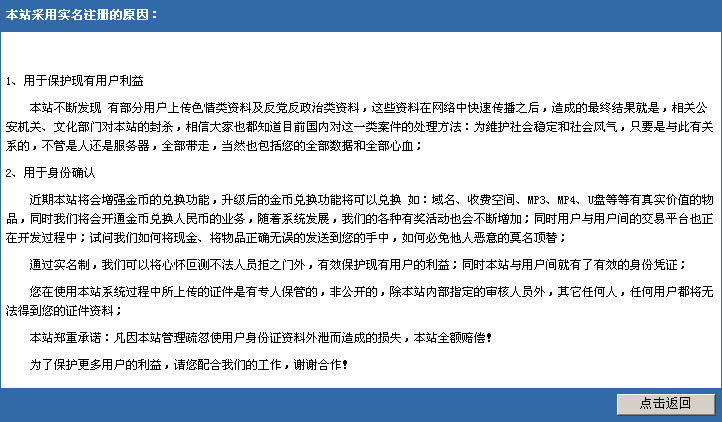 本站采用实名注册的原因：
1、用于保护现有用户利益
本站不断发现 有部分用户上传色情类资料及反党反政治类资料，这些资料在网络中快速传播之后，造成的最终结果就是，相关公
安机关、文化部门对本站的封杀，相信大家也都知道目前国内对这一类案件的处理方法：为维护社会稳定和社会风气，只要是与此有关
系的，不管是人还是服务器，全部带走，当然也包括您的全部数据和全部心血；
2、用于身份确认
近期本站将会增强金币的兑换功能，升级后的金币兑换功能将可以兑换 如：域名、收费空间、MP3、MP4、U盘等等有真实价值的物
品，同时我们将会开通金币兑换人民币的业务，随着系统发展，我们的各种有奖活动也会不断增加；同时用户与用户间的交易平台也正
在开发过程中；试问我们如何将现金、将物品正确无误的发送到您的手中，如何必免他人恶意的莫名顶替；
通过实名制，我们可以将心怀叵测不法人员拒之门外，有效保护现有用户的利益；同时本站与用户间就有了有效的身份凭证；
您在使用本站系统过程中所上传的证件是有专人保管的，非公开的，除本站内部指定的审核人员外，其它任何人，任何用户都将无
法得到您的证件资料；
本站郑重承诺：凡因本站管理疏忽使用户身份证资料外泄而造成的损失，本站全额赔偿！
为了保护更多用户的利益，请您配合我们的工作，谢谢合作！
点击返回